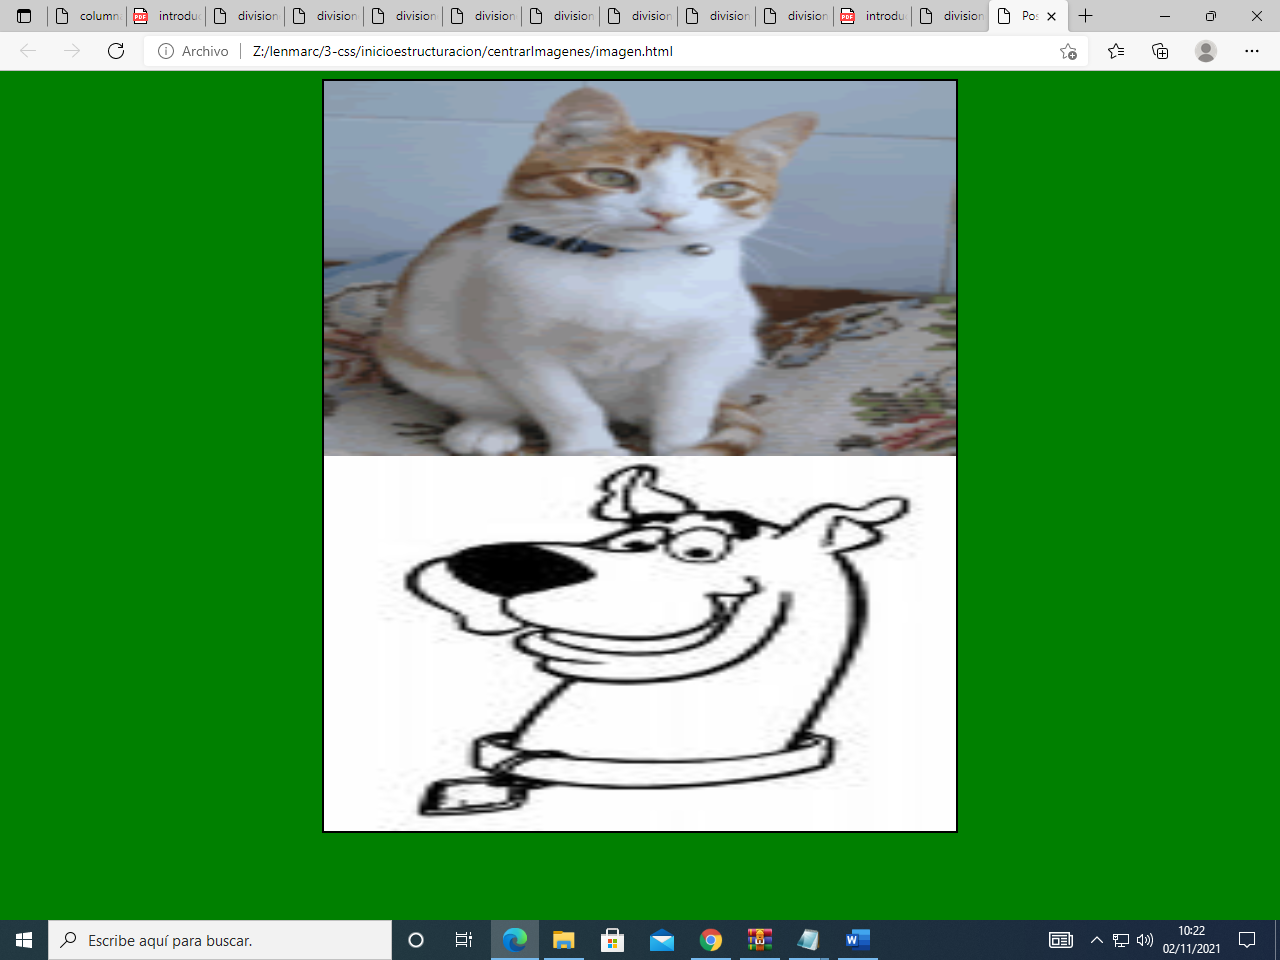 column
introdu
division
division
division
division
division
division
division
division
introdu
division
Pos
Archivo
Z:/lenmarc/3-css/inicioestructuracion/centrarImagenes/imagen.html
Escribe aquí para buscar.
10:22
02/11/2021